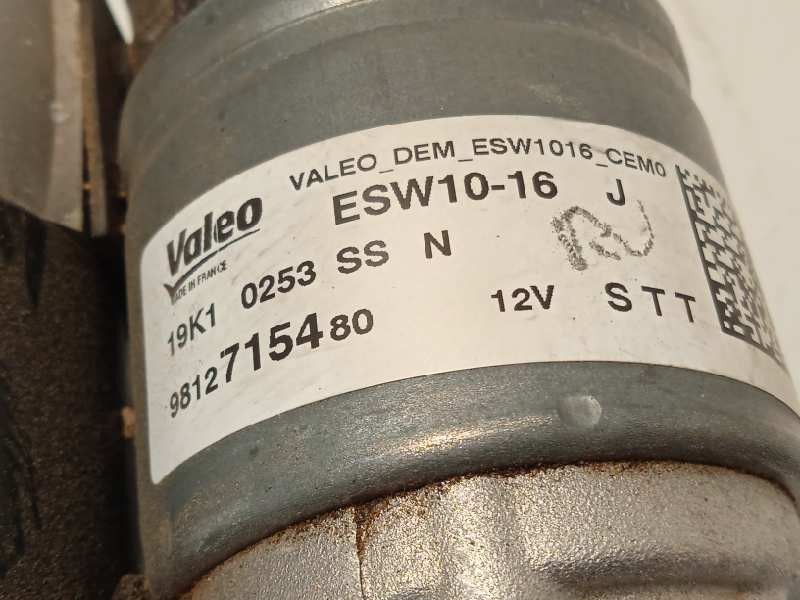 VALEO_DEM_ESW1016_CEM0
Valeo ESW10-16 J
MADE IN FRANCE
19K1 0253 SS N
9812715480 12V STT